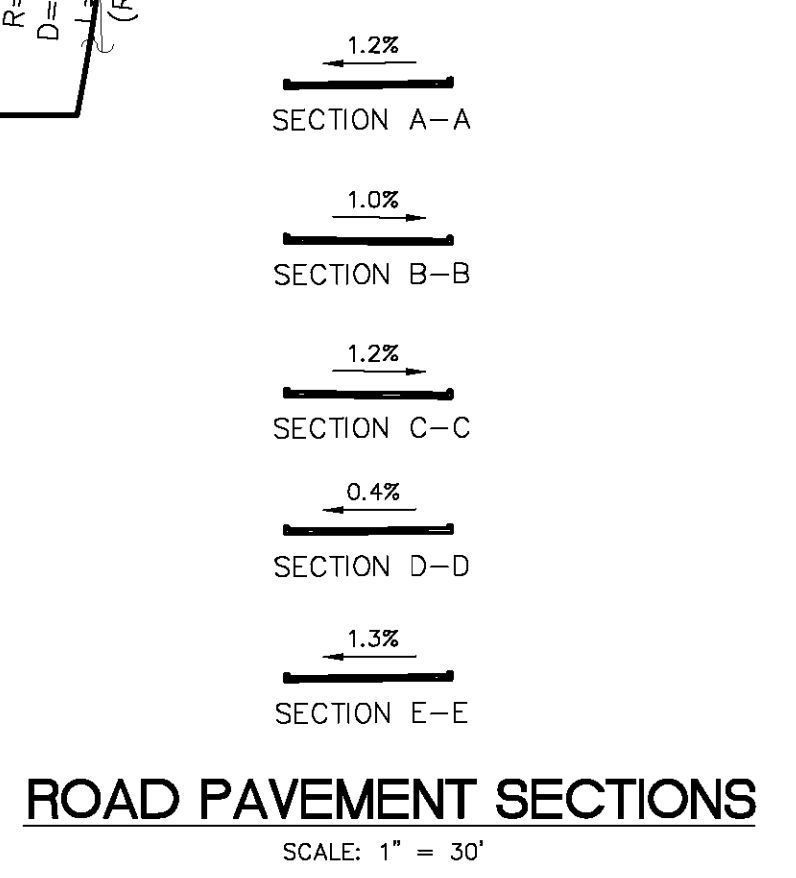 R=
D=
(R
1.2%
SECTION A-A
1.0%
SECTION B-B
1.2%
SECTION C-C
0.4%
SECTION D-D
1.3%
SECTION E-E
ROAD PAVEMENT SECTIONS
SCALE: 1" = 30'